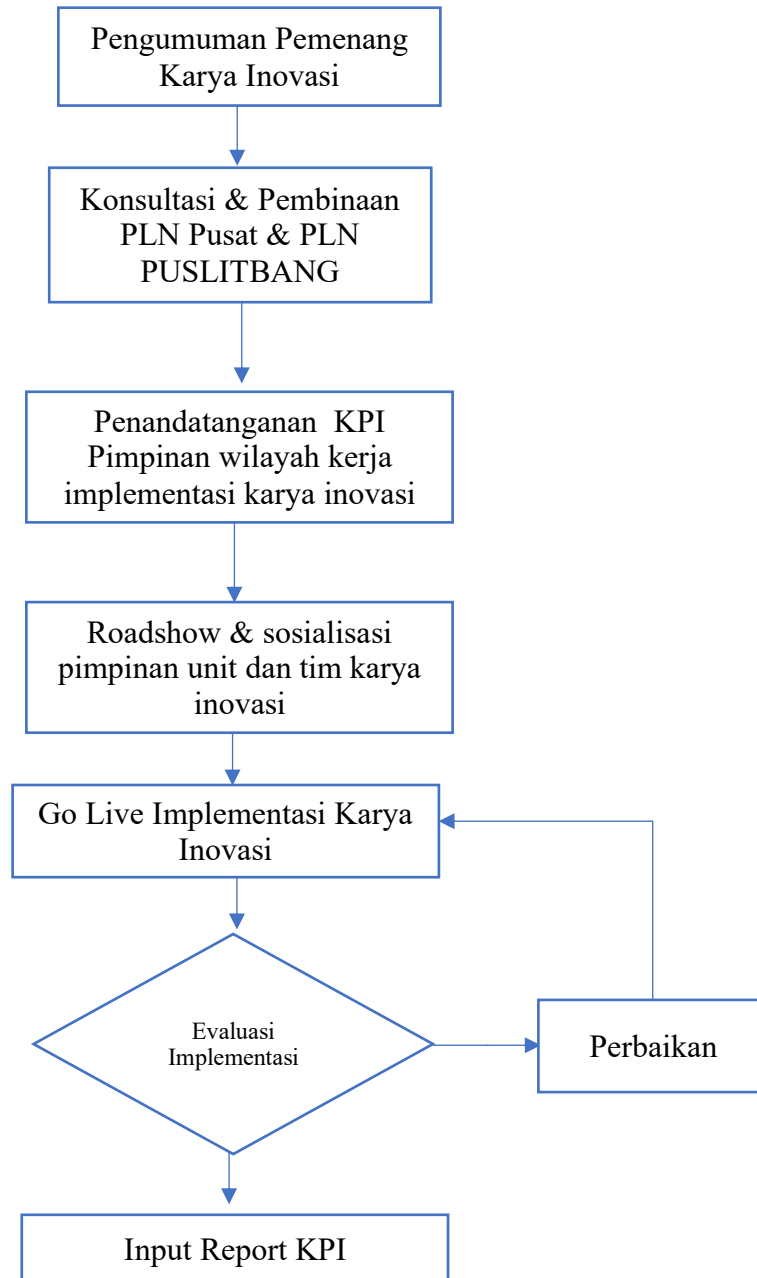 Pengumuman Pemenang
Karya Inovasi
Konsultasi & Pembinaan
PLN Pusat & PLN
PUSLITBANG
Penandatanganan  KPI
Pimpinan wilayah kerja
implementasi karya inovasi
Roadshow & sosialisasi
pimpinan unit dan tim karya
inovasi
Go Live Implementasi Karya
Inovasi
Evaluasi
Implementasi
Perbaikan
Input Report KPI